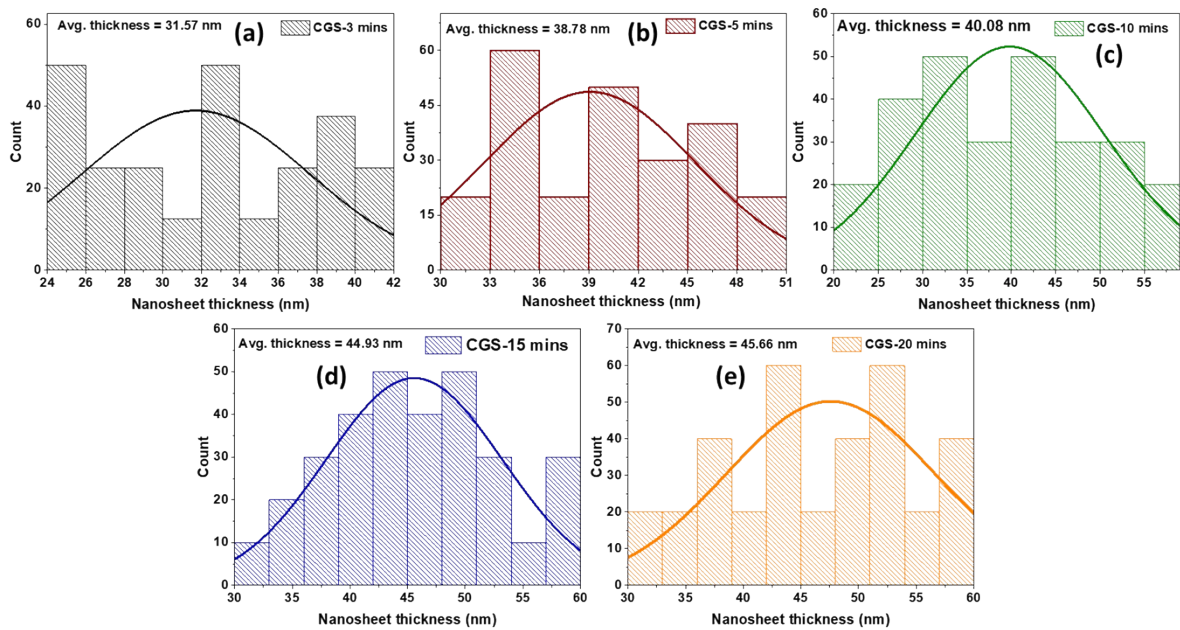 Avg. thickness = 31.57 nm
(a)
CGS-3 mins
60
40
20
0
Count
24 26 28 30 32 34 36 38 40 42
Nanosheet thickness (nm)
Avg. thickness = 38.78 nm
(b)
CGS-5 mins
60
45
30
15
0
Count
30 33 36 39 42 45 48 51
Nanosheet thickness (nm)
Avg. thickness = 40.08 nm
(c)
CGS-10 mins
60
50
40
30
20
10
0
Count
20 25 30 35 40 45 50 55
Nanosheet thickness (nm)
Avg. thickness = 44.93 nm
(d)
CGS-15 mins
60
50
40
30
20
10
0
Count
30 35 40 45 50 55 60
Nanosheet thickness (nm)
Avg. thickness = 45.66 nm
(e)
CGS-20 mins
70
60
50
40
30
20
10
0
Count
30 35 40 45 50 55 60
Nanosheet thickness (nm)